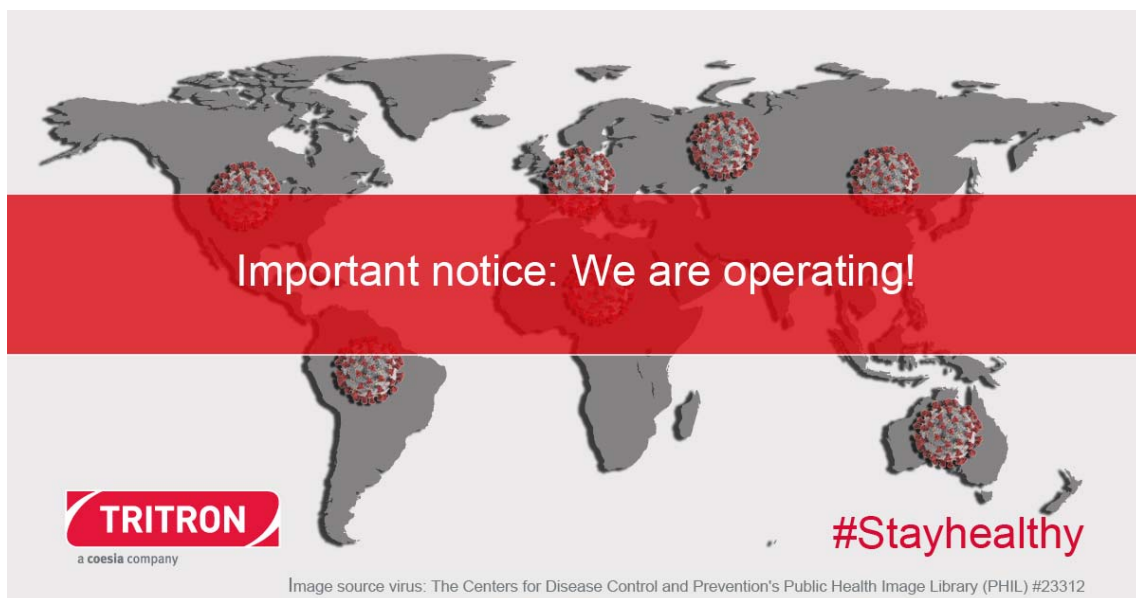 Important notice: We are operating!
TRITRON
a coesia company
#Stayhealthy
Image source virus: The Centers for Disease Control and Prevention's Public Health Image Library (PHIL) #23312